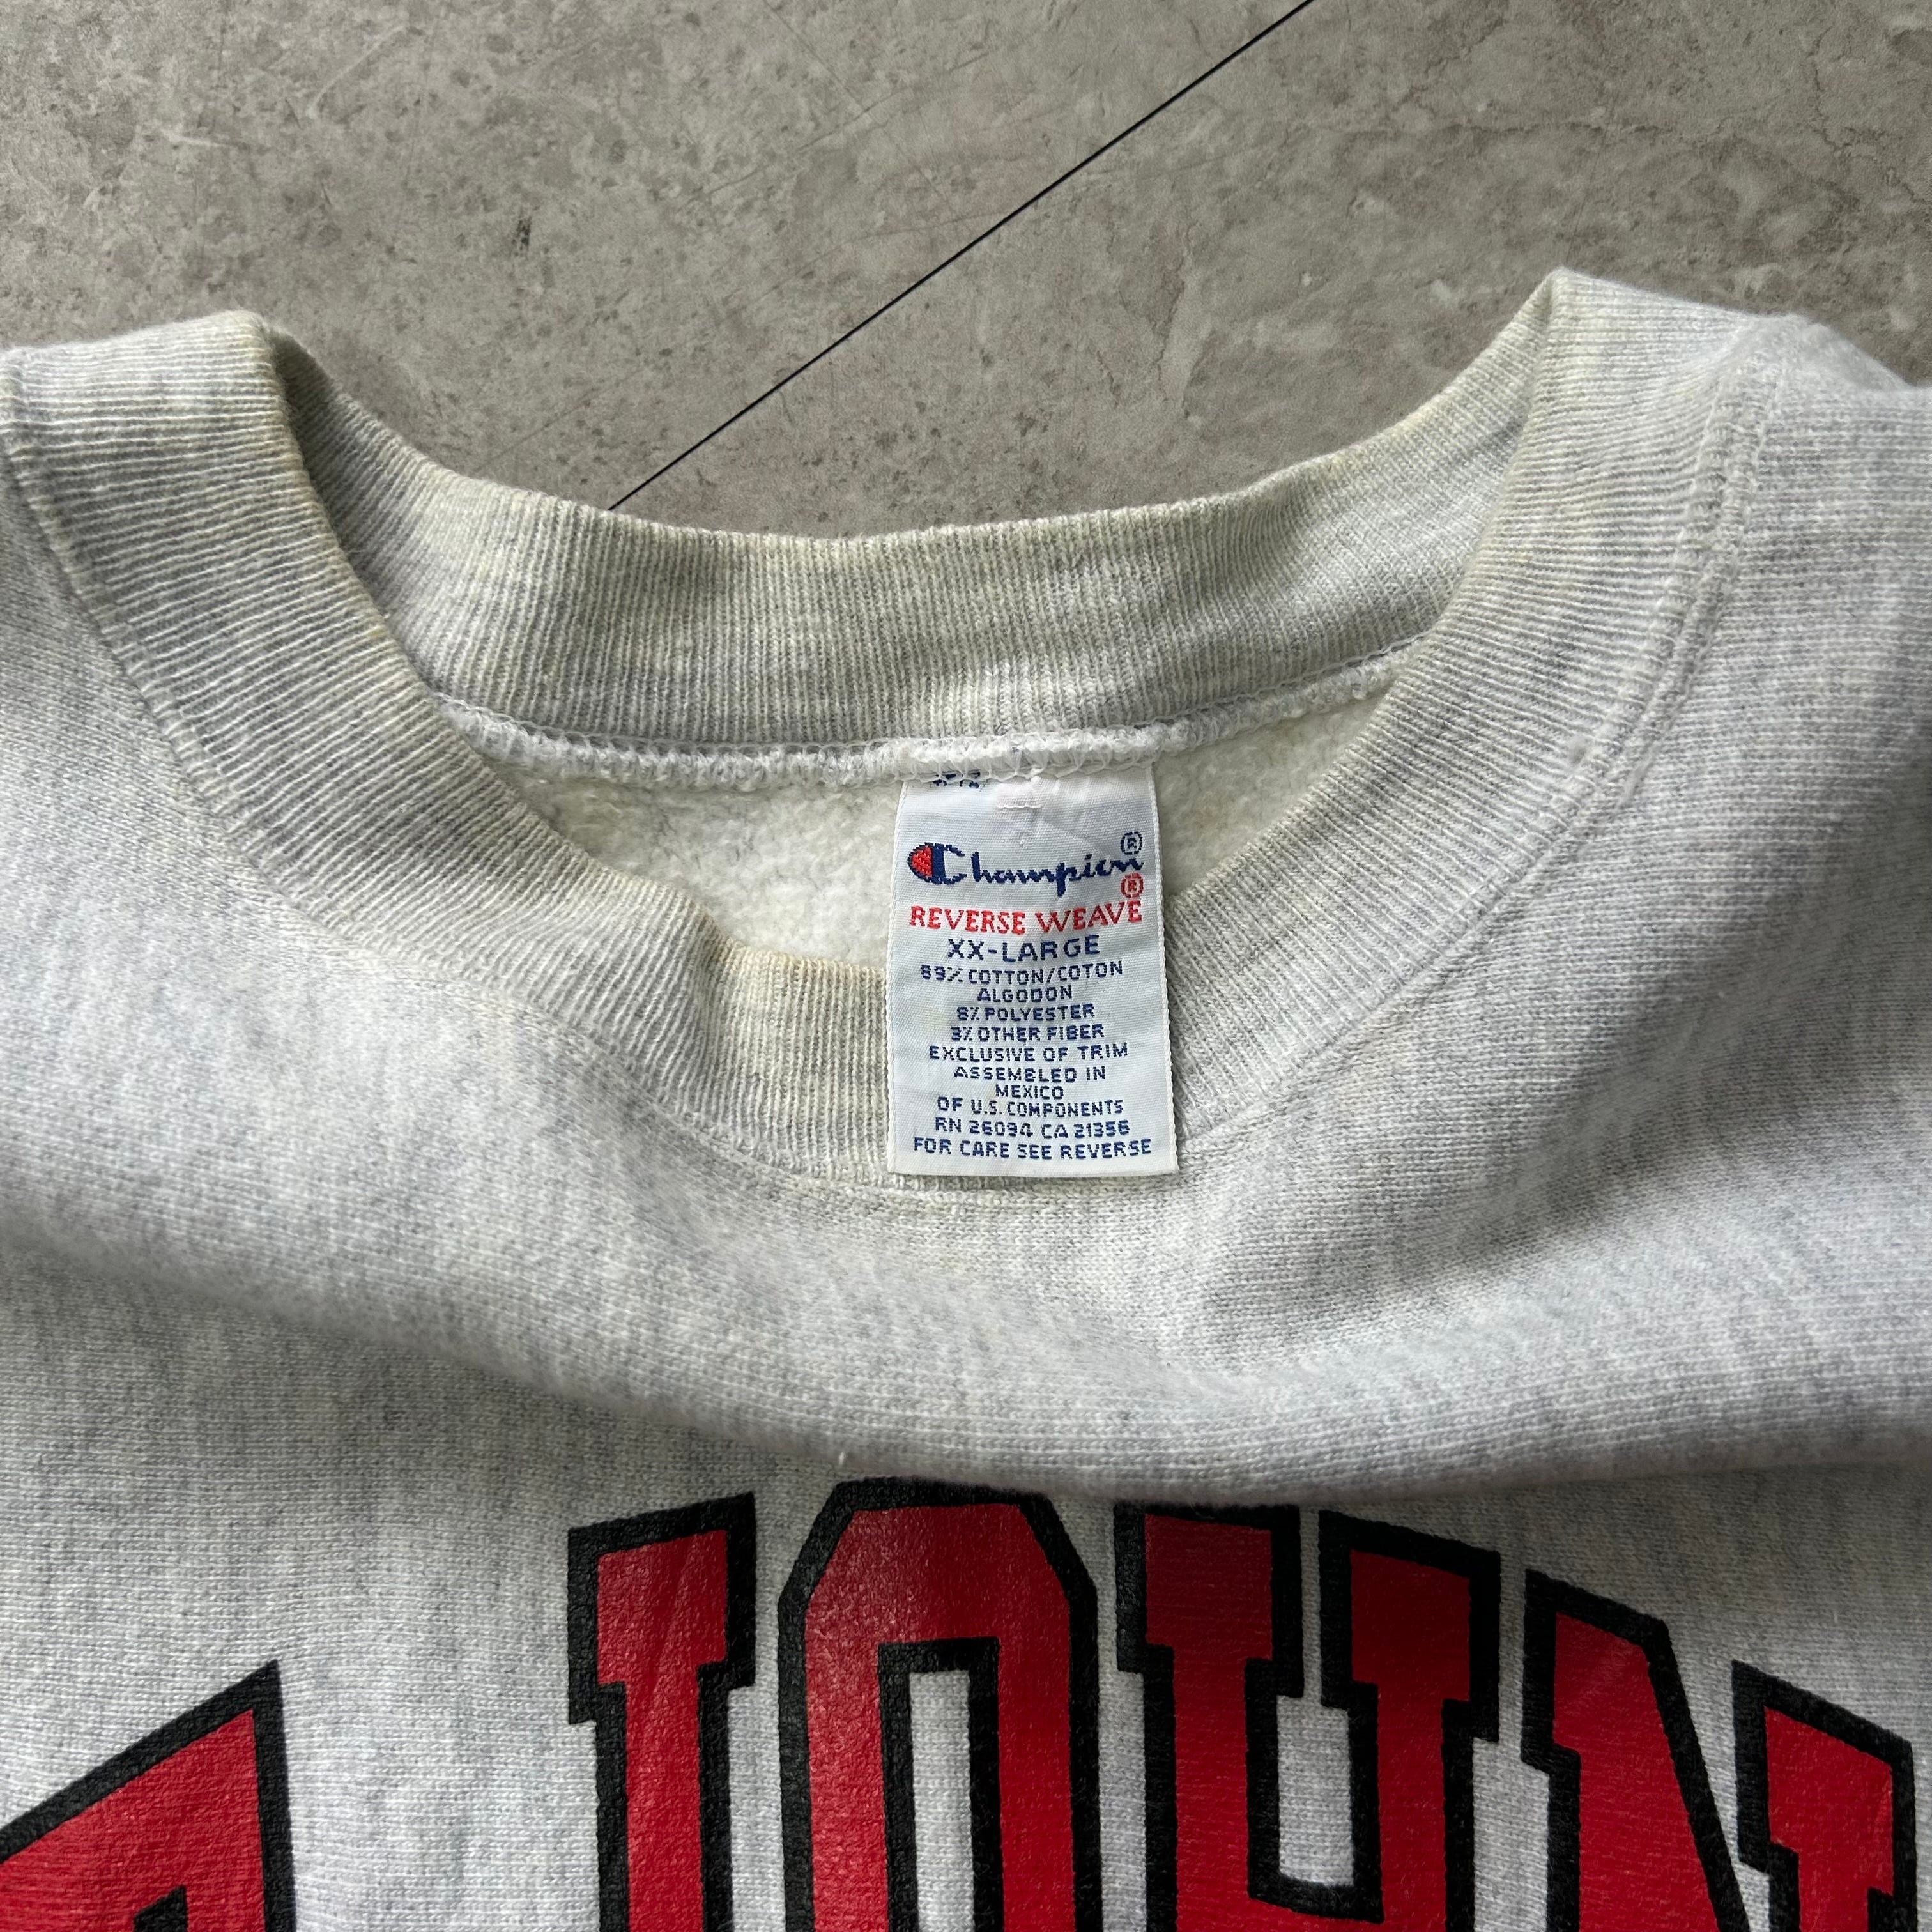 Champion®
®
REVERSE WEAVE
XX-LARGE
89% COTTON/COTON
ALGODON
8% POLYESTER
3% OTHER FIBER
EXCLUSIVE OF TRIM
ASSEMBLED IN
MEXICO
OF U.S. COMPONENTS
RN 26094 CA 21356
FOR CARE SEE REVERSE
JOHN